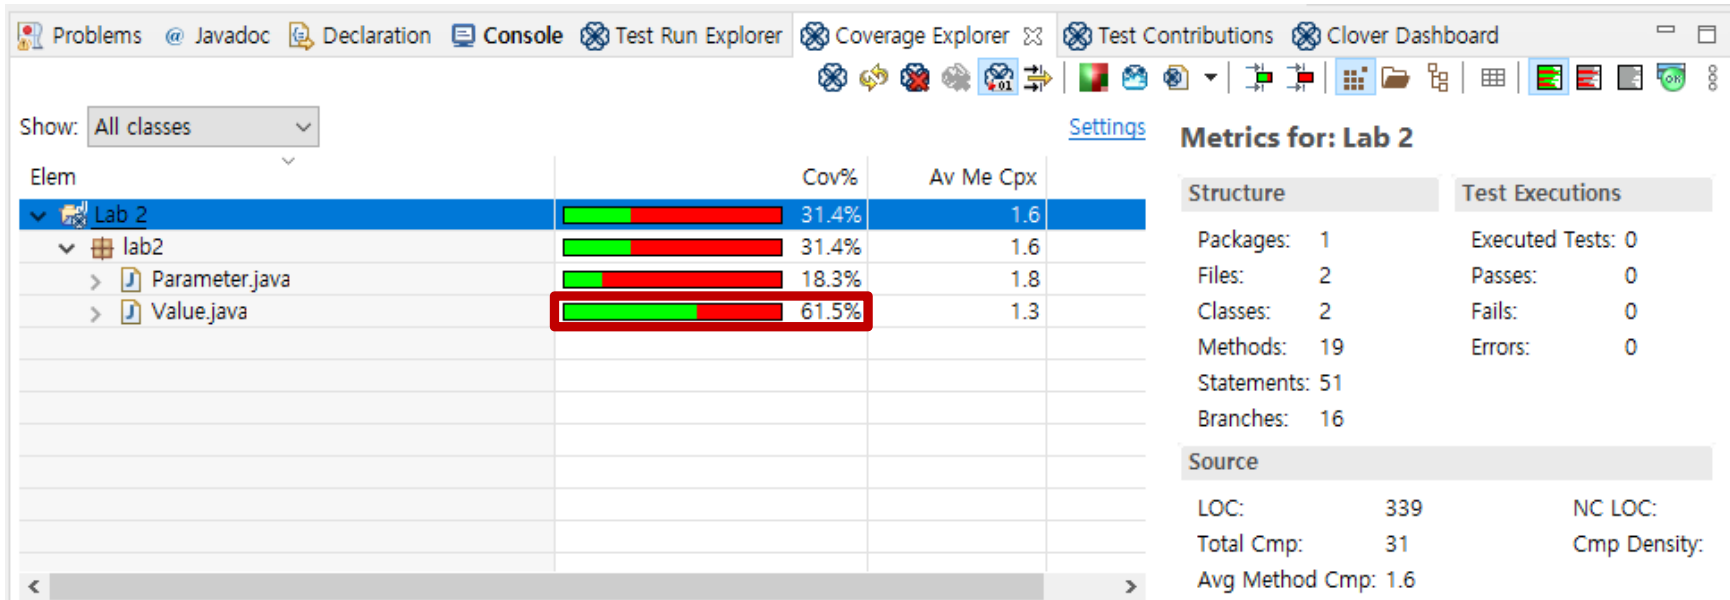 Problems @ Javadoc Declaration Console Test Run Explorer Coverage Explorer Test Contributions Clover Dashboard
Show: All classes
Settings
Elem Cov% Av Me Cpx
Lab 2 31.4% 1.6
lab2 31.4% 1.6
Parameter.java 18.3% 1.8
Value.java 61.5% 1.3
Metrics for: Lab 2
Structure
Packages: 1
Files: 2
Classes: 2
Methods: 19
Statements: 51
Branches: 16
Test Executions
Executed Tests: 0
Passes: 0
Fails: 0
Errors: 0
Source
LOC: 339 NC LOC:
Total Cmp: 31 Cmp Density:
Avg Method Cmp: 1.6